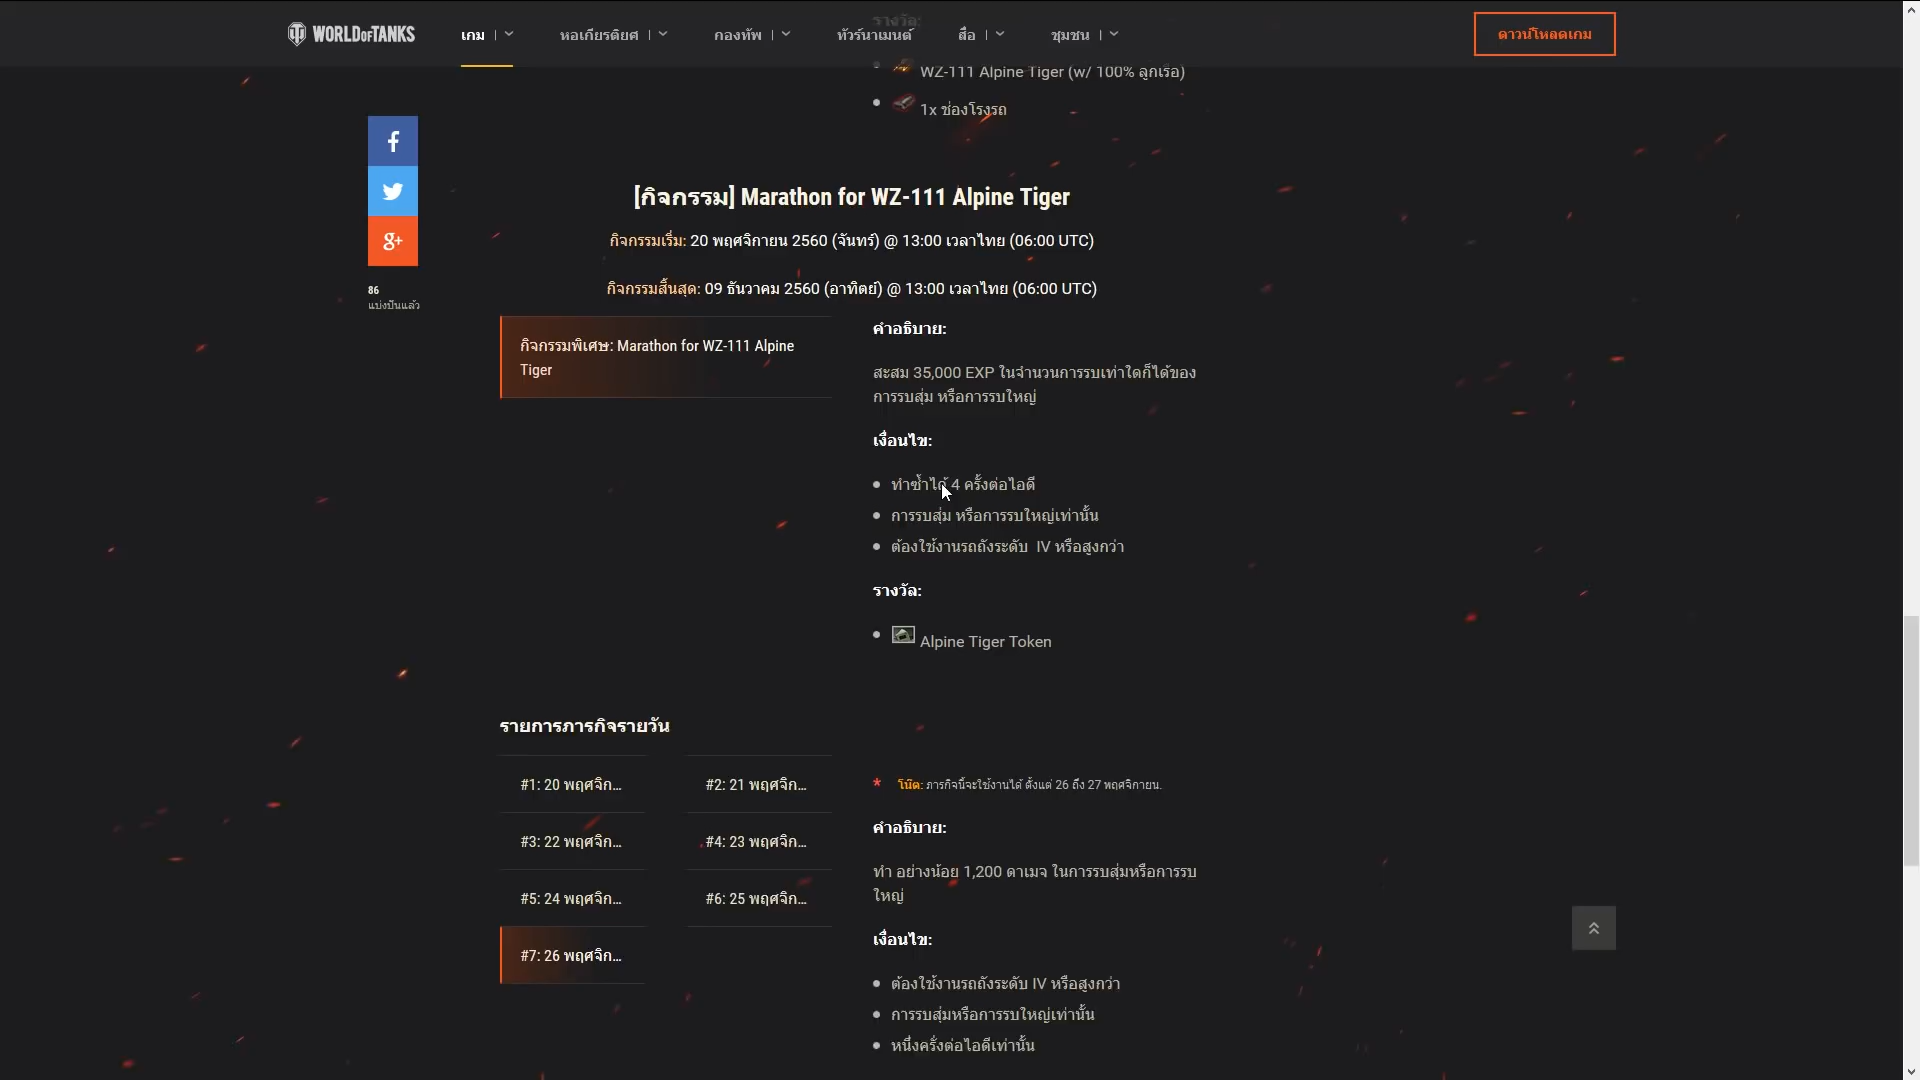 รางวัล:
WORLD OF TANKS
เกม
หอเกียรติยศ
กองทัพ
ทัวร์นาเมนต์
สื่อ
ชุมชน
ดาวน์โหลดเกม
WZ-111 Alpine Tiger (w/ 100% ลูกเรือ)
1x ช่องโรงรถ
f
g+
86
แบ่งปันแล้ว
[กิจกรรม] Marathon for WZ-111 Alpine Tiger
กิจกรรมเริ่ม: 20 พฤศจิกายน 2560 (จันทร์) @ 13:00 เวลาไทย (06:00 UTC)
กิจกรรมสิ้นสุด: 09 ธันวาคม 2560 (อาทิตย์) @ 13:00 เวลาไทย (06:00 UTC)
กิจกรรมพิเศษ: Marathon for WZ-111 Alpine
Tiger
คำอธิบาย:
สะสม 35,000 EXP ในจำนวนการรบเท่าใดก็ได้ของ
การรบสุ่ม หรือการรบใหญ่
เงื่อนไข:
ทำซ้ำได้ 4 ครั้งต่อไอดี
การรบสุ่ม หรือการรบใหญ่เท่านั้น
ต้องใช้งานรถถังระดับ IV หรือสูงกว่า
รางวัล:
Alpine Tiger Token
รายการภารกิจรายวัน
#1: 20 พฤศจิก...
#2: 21 พฤศจิก...
#3: 22 พฤศจิก...
#4: 23 พฤศจิก...
#5: 24 พฤศจิก...
#6: 25 พฤศจิก...
#7: 26 พฤศจิก...
* โน๊ต: ภารกิจนี้จะใช้งานได้ ตั้งแต่ 26 ถึง 27 พฤศจิกายน.
คำอธิบาย:
ทำ อย่างน้อย 1,200 ดาเมจ ในการรบสุ่มหรือการรบ
ใหญ่
เงื่อนไข:
ต้องใช้งานรถถังระดับ IV หรือสูงกว่า
การรบสุ่มหรือการรบใหญ่เท่านั้น
หนึ่งครั้งต่อไอดีเท่านั้น